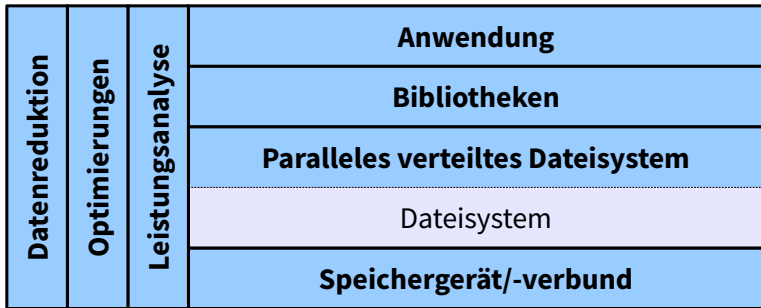 Datenreduktion
Optimierungen
Leistungsanalyse
Anwendung
Bibliotheken
Paralleles verteiltes Dateisystem
Dateisystem
Speichergerät/-verbund